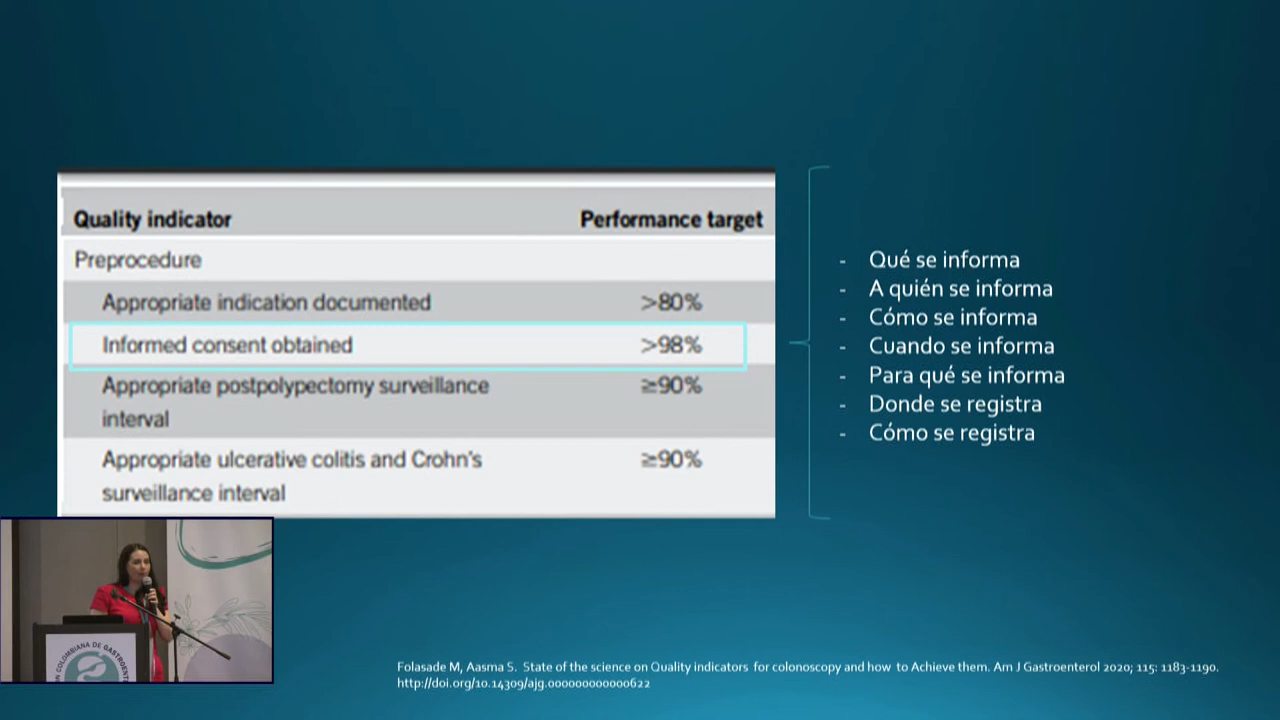 Quality indicator Performance target
Preprocedure
Appropriate indication documented >80%
Informed consent obtained >98%
Appropriate postpolypectomy surveillance ≥90%
interval
Appropriate ulcerative colitis and Crohn's ≥90%
surveillance interval
- Qué se informa
- A quién se informa
- Cómo se informa
- Cuando se informa
- Para qué se informa
- Donde se registra
- Cómo se registra
COLOMBIANA DE
Folasade M, Aasma S. State of the science on Quality indicators for colonoscopy and how to Achieve them. Am J Gastroenterol 2020; 115: 1183-1190.
http://doi.org/10.14309/ajg.0000000000000622